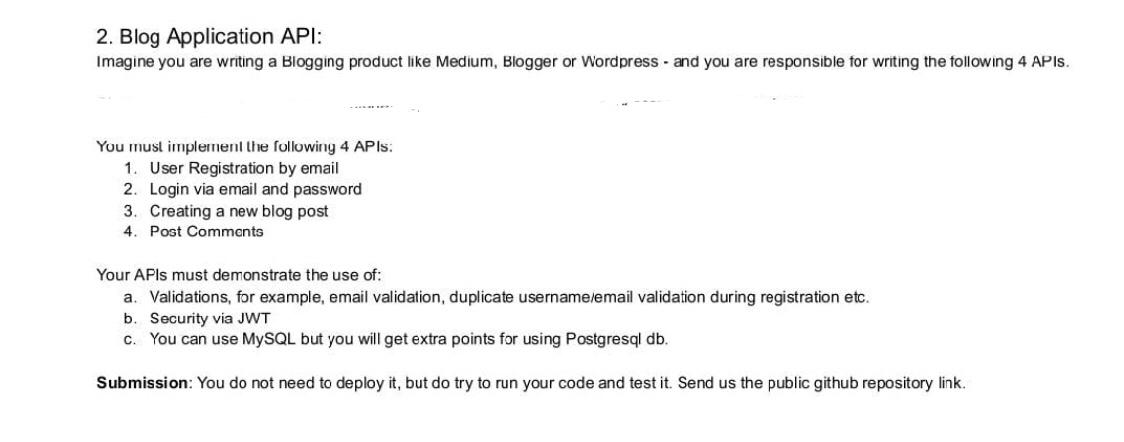 2. Blog Application API:
Imagine you are writing a Blogging product like Medium, Blogger or Wordpress - and you are responsible for writing the following 4 APIs.
You must implement the following 4 APIs:
1. User Registration by email
2. Login via email and password
3. Creating a new blog post
4. Post Comments
Your APIs must demonstrate the use of:
a. Validations, for example, email validation, duplicate username/email validation during registration etc.
b. Security via JWT
c. You can use MySQL but you will get extra points for using Postgresql db.
Submission: You do not need to deploy it, but do try to run your code and test it. Send us the public github repository link.